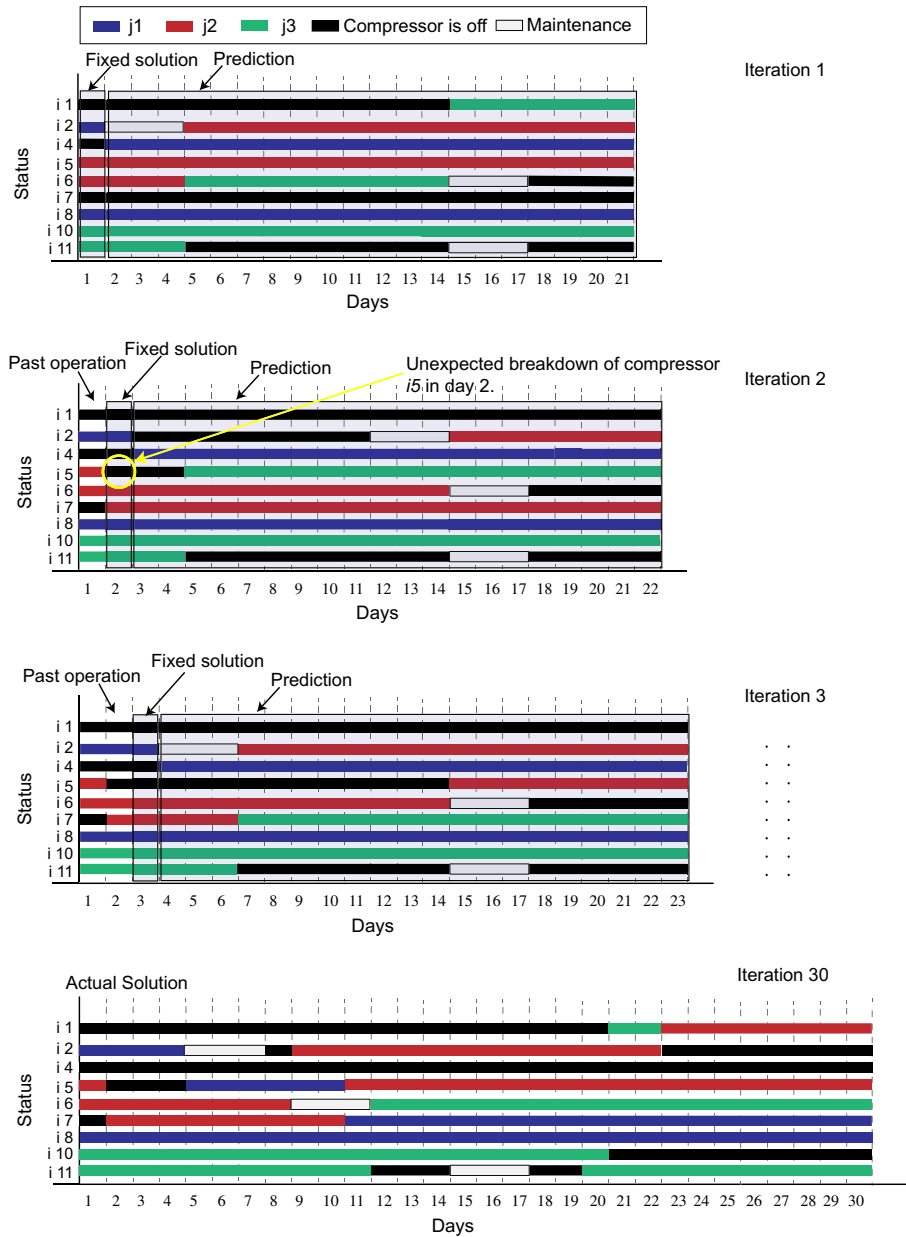 j1 j2 j3 Compressor is off Maintenance
Fixed solution
Prediction
Iteration 1
Status
i 1
i 2
i 4
i 5
i 6
i 7
i 8
i 10
i 11
1 2 3 4 5 6 7 8 9 10 11 12 13 14 15 16 17 18 19 20 21
Days
Past operation
Fixed solution
Prediction
Unexpected breakdown of compressor
i5 in day 2.
Iteration 2
Status
i 1
i 2
i 4
i 5
i 6
i 7
i 8
i 10
i 11
1 2 3 4 5 6 7 8 9 10 11 12 13 14 15 16 17 18 19 20 21 22
Days
Past operation
Fixed solution
Prediction
Iteration 3
Status
i 1
i 2
i 4
i 5
i 6
i 7
i 8
i 10
i 11
1 2 3 4 5 6 7 8 9 10 11 12 13 14 15 16 17 18 19 20 21 22 23
Days
Actual Solution
Iteration 30
Status
i 1
i 2
i 4
i 5
i 6
i 7
i 8
i 10
i 11
1 2 3 4 5 6 7 8 9 10 11 12 13 14 15 16 17 18 19 20 21 22 23 24 25 26 27 28 29 30
Days